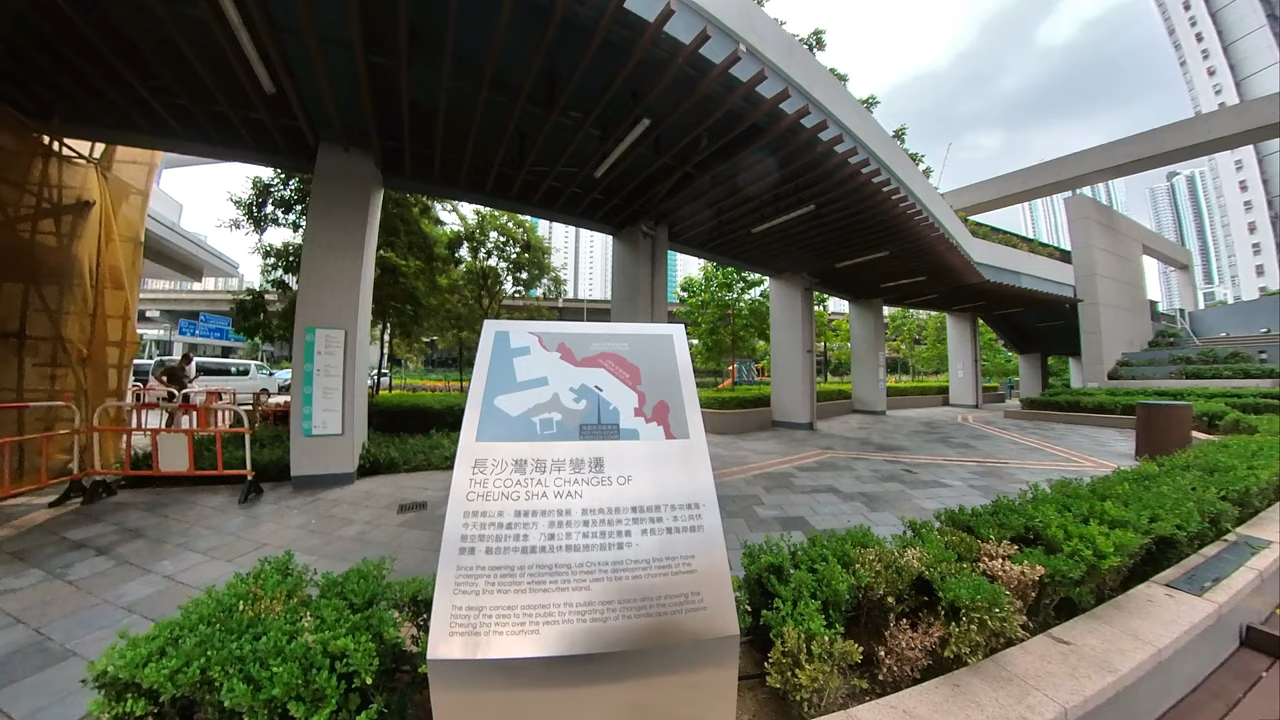 長沙灣海岸變遷
THE COASTAL CHANGES OF
CHEUNG SHA WAN
自開埠以來，隨著香港的發展，荔枝角及長沙灣區經歷了多次填海。
今天我們身處的地方，原是長沙灣及昂船洲之間的海峽。本公共休
憩空間的設計理念，乃讓公眾了解其歷史意義，將長沙灣海岸線的
變遷，融合於中庭園境及休憩設施的設計當中。
Since the opening up of Hong Kong, Lai Chi Kok and Cheung Sha Wan have
undergone a series of reclamations to meet the development needs of the
territory. The location where we are now used to be a sea channel between
Cheung Sha Wan and Stonecutters Island.
The design concept adopted for this public open space aims at showing the
history of the area to the public by integrating the changes in the coastline of
Cheung Sha Wan over the years into the design of the landscape and passive
amenities of the courtyard.